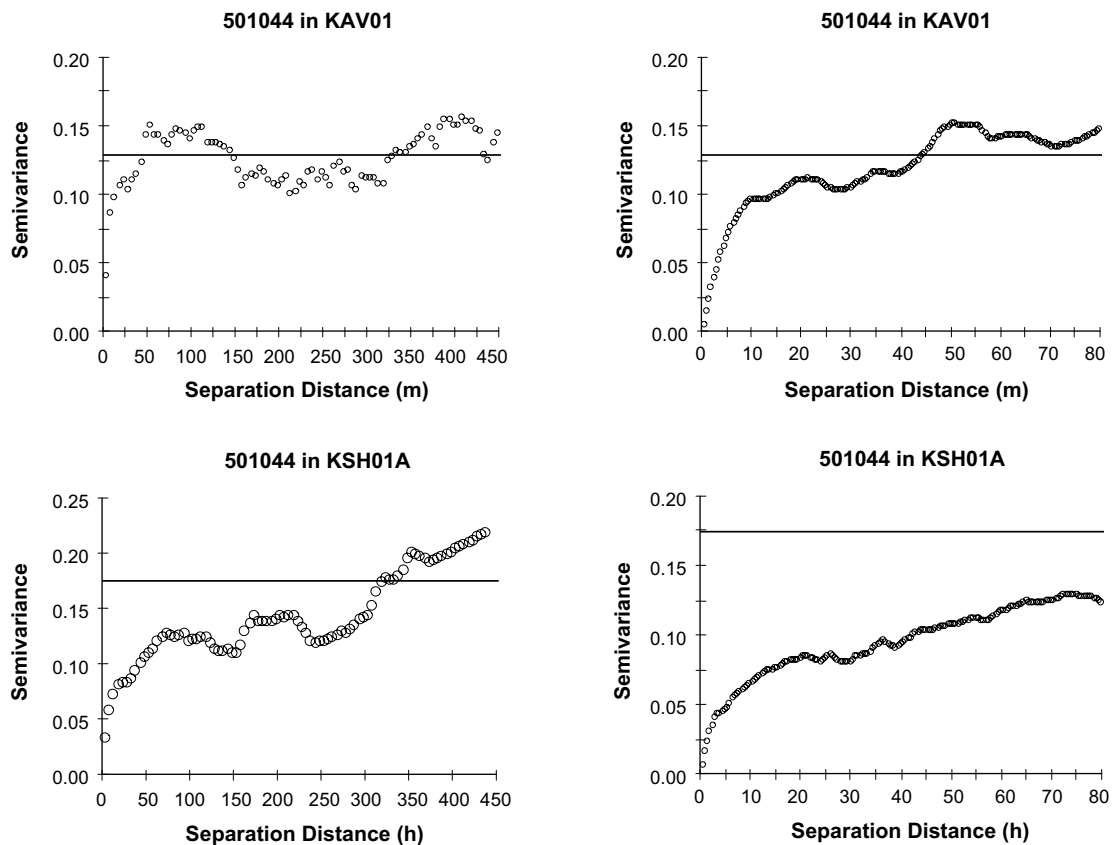 501044 in KAV01
0.20
0.15
0.10
0.05
0.00
Semivariance
0 50 100 150 200 250 300 350 400 450
Separation Distance (m)
501044 in KAV01
0.20
0.15
0.10
0.05
0.00
Semivariance
0 10 20 30 40 50 60 70 80
Separation Distance (m)
501044 in KSH01A
0.25
0.20
0.15
0.10
0.05
0.00
Semivariance
0 50 100 150 200 250 300 350 400 450
Separation Distance (h)
501044 in KSH01A
0.20
0.15
0.10
0.05
0.00
Semivariance
0 10 20 30 40 50 60 70 80
Separation Distance (h)